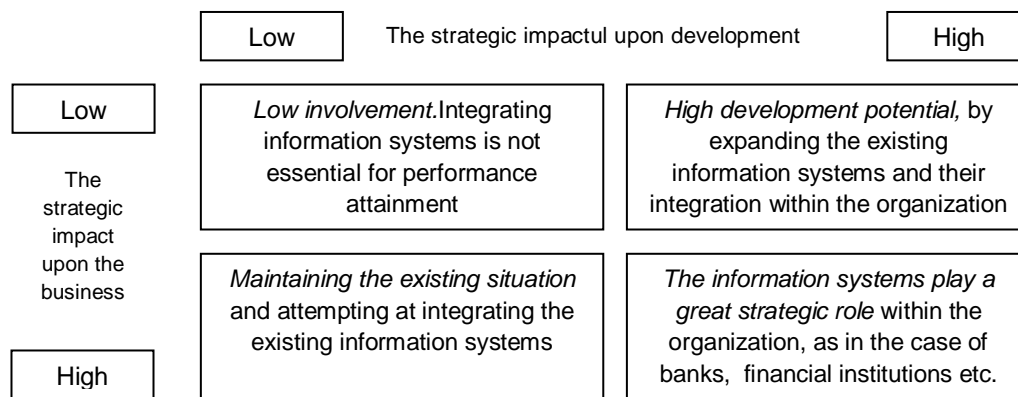 Low
The strategic impactul upon development
High
Low
The
strategic
impact
upon the
business
High
Low involvement.Integrating
information systems is not
essential for performance
attainment
High development potential, by
expanding the existing
information systems and their
integration within the organization
Maintaining the existing situation
and attempting at integrating the
existing information systems
The information systems play a
great strategic role within the
organization, as in the case of
banks,  financial institutions etc.